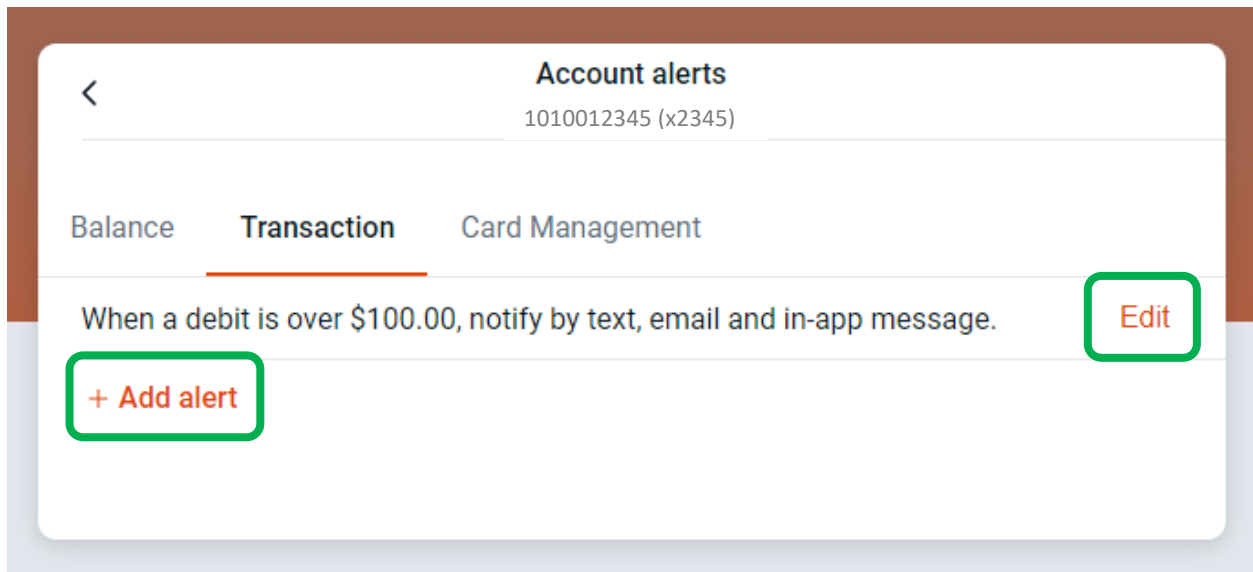 Account alerts
1010012345 (x2345)
Balance Transaction Card Management
When a debit is over $100.00, notify by text, email and in-app message. Edit
+ Add alert